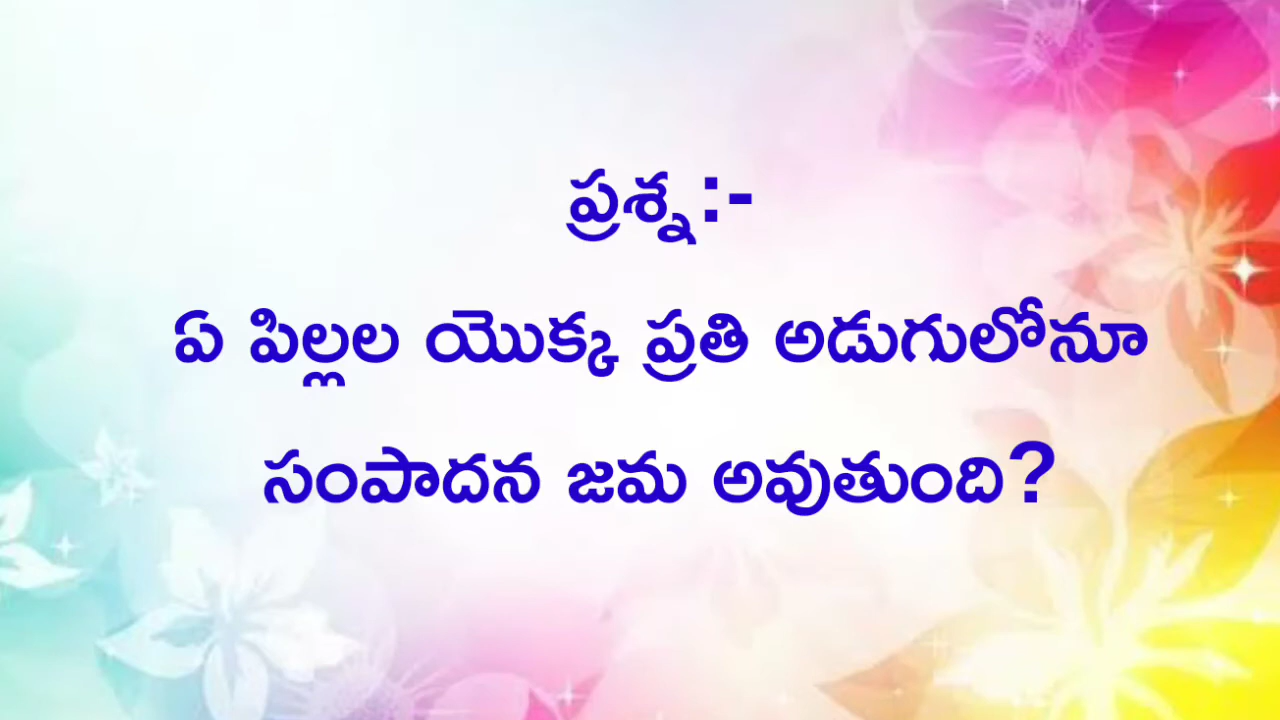 ప్రశ్న:-
ఏ పిల్లల యొక్క ప్రతి అడుగులోనూ
సంపాదన జమ అవుతుంది?